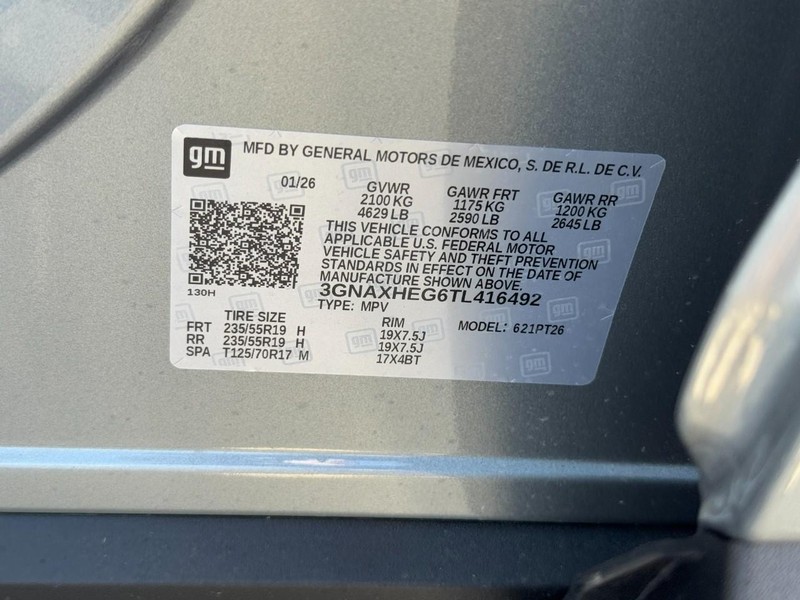 gm MFD BY GENERAL MOTORS DE MEXICO, S. DE R.L. DE C.V.
01/26 GVWR GAWR FRT GAWR RR
2100 KG 1175 KG 1200 KG
4629 LB 2590 LB 2645 LB
THIS VEHICLE CONFORMS TO ALL
APPLICABLE U.S. FEDERAL MOTOR
VEHICLE SAFETY AND THEFT PREVENTION
STANDARDS IN EFFECT ON THE DATE OF
MANUFACTURE SHOWN ABOVE.
130H 3GNAXHEG6TL416492
TYPE: MPV
TIRE SIZE RIM MODEL: 621PT26
FRT 235/55R19 H 19X7.5J
RR 235/55R19 H 19X7.5J
SPA T125/70R17 M 17X4BT